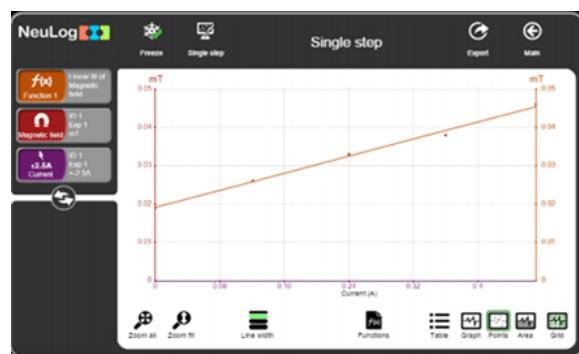 NeuLog
Freeze
Single step
Single step
Export
Main
f(x)
Function 1
Linear fit of
Magnetic
field
Magnetic field
ID 1
Exp 1
mT
±2.5A
Current
ID 1
Exp 1
+-2.5A
mT
mT
0.05
0.04
0.03
0.02
0.01
0
0.05
0.04
0.03
0.02
0.01
0
0
0.08
0.16
0.24
0.32
0.4
Current (A)
Zoom all
Zoom fit
Line width
f(x)
Functions
Table
Graph
Points
Area
Grid